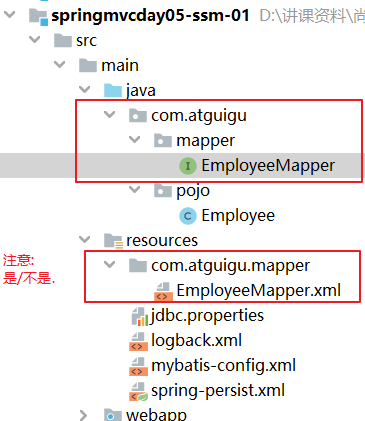 springmvcday05-ssm-01 D:\讲课资料\尚
src
main
java
com.atguigu
mapper
I EmployeeMapper
pojo
C Employee
resources
注意:
是/不是.
com.atguigu.mapper
EmployeeMapper.xml
jdbc.properties
logback.xml
mybatis-config.xml
spring-persist.xml
webapp